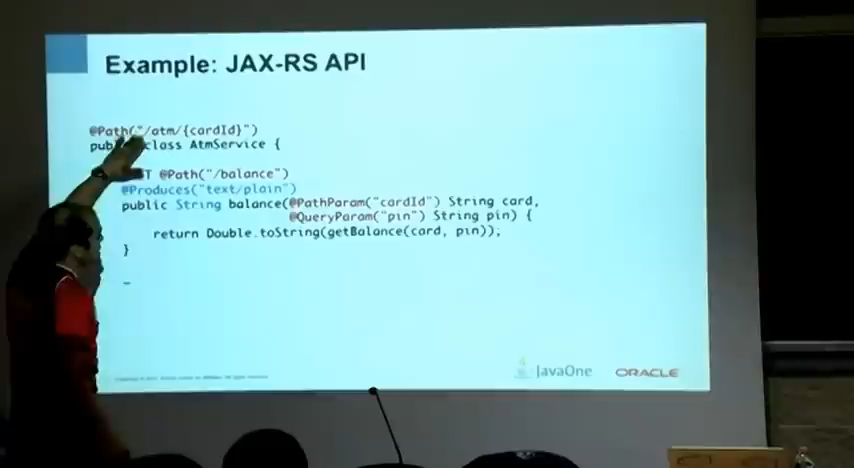 Example: JAX-RS API
@Path("/atm/{cardId}")
public class AtmService {
@Path("/balance")
@Produces("text/plain")
public String balance(@PathParam("cardId") String card,
@QueryParam("pin") String pin) {
return Double.toString(getBalance(card, pin));
}
JavaOne
ORACLE